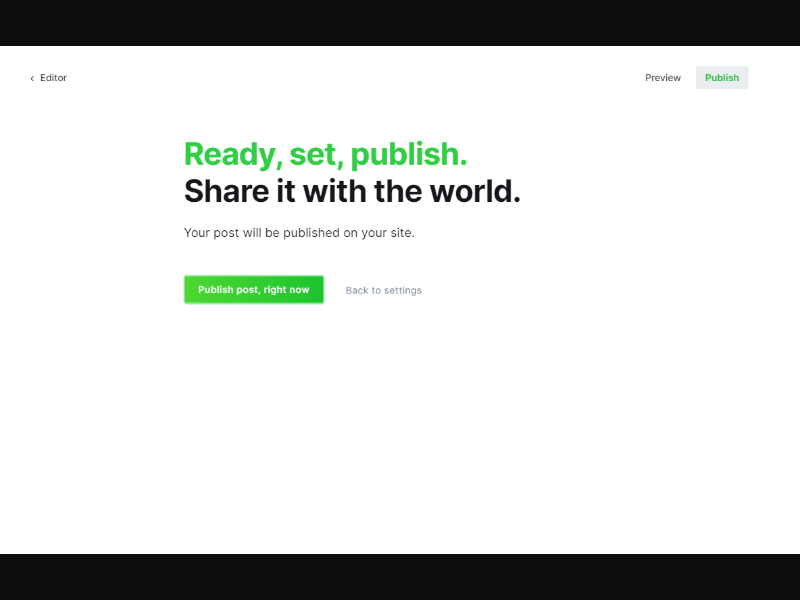 ‹ Editor
Preview
Publish
Ready, set, publish.
Share it with the world.
Your post will be published on your site.
Publish post, right now
Back to settings